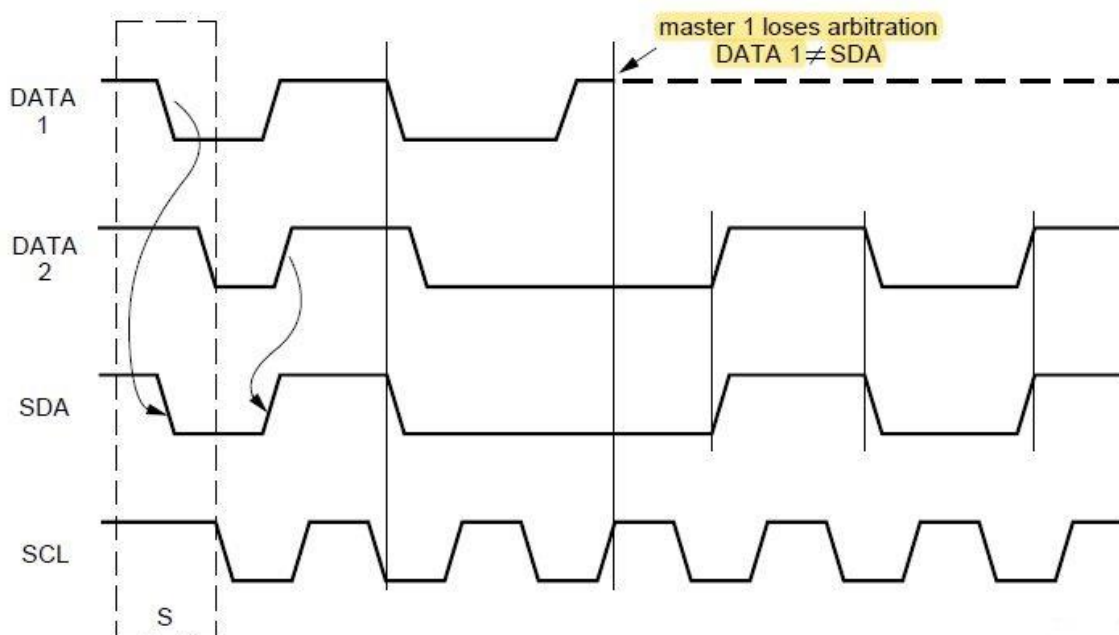 master 1 loses arbitration
DATA 1 ≠ SDA
DATA
1
DATA
2
SDA
SCL
S